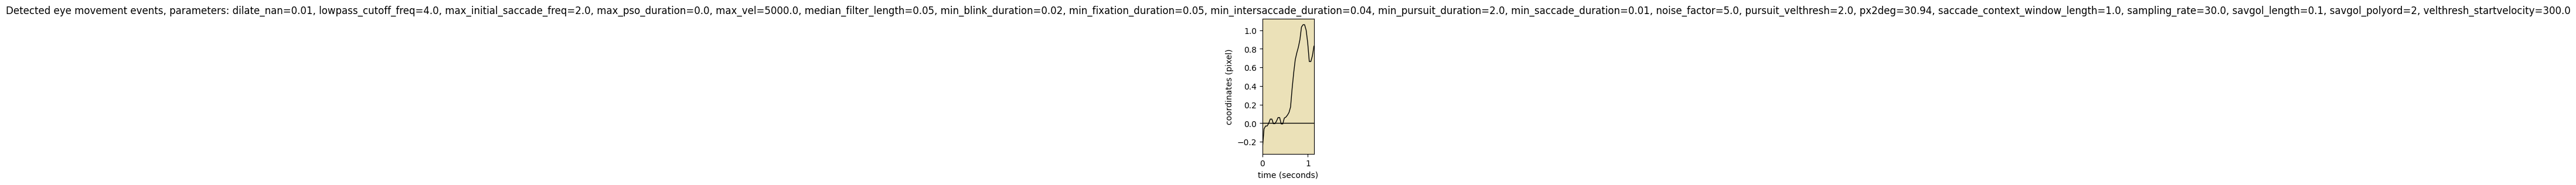 Detected eye movement events, parameters: dilate_nan=0.01, lowpass_cutoff_freq=4.0, max_initial_saccade_freq=2.0, max_pso_duration=0.0, max_vel=5000.0, median_filter_length=0.05, min_blink_duration=0.02, min_fixation_duration=0.05, min_intersaccade_duration=0.04, min_pursuit_duration=2.0, min_saccade_duration=0.01, noise_factor=5.0, pursuit_velthresh=2.0, px2deg=30.94, saccade_context_window_length=1.0, sampling_rate=30.0, savgol_length=0.1, savgol_polyord=2, velthresh_startvelocity=300.0
coordinates (pixel)
1.0
0.8
0.6
0.4
0.2
0.0
−0.2
0 1
time (seconds)